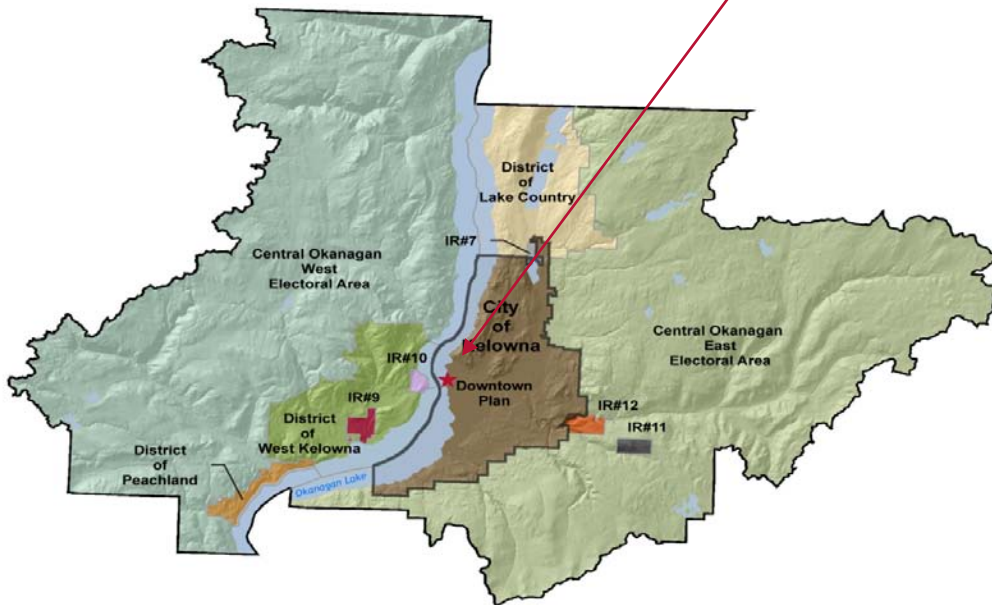 District
of
Lake Country
IR#7
Central Okanagan
West
Electoral Area
City
of
Kelowna
Central Okanagan
East
Electoral Area
IR#10
Downtown
Plan
IR#9
IR#12
District
of
West Kelowna
IR#11
District
of
Peachland
Okanagan Lake